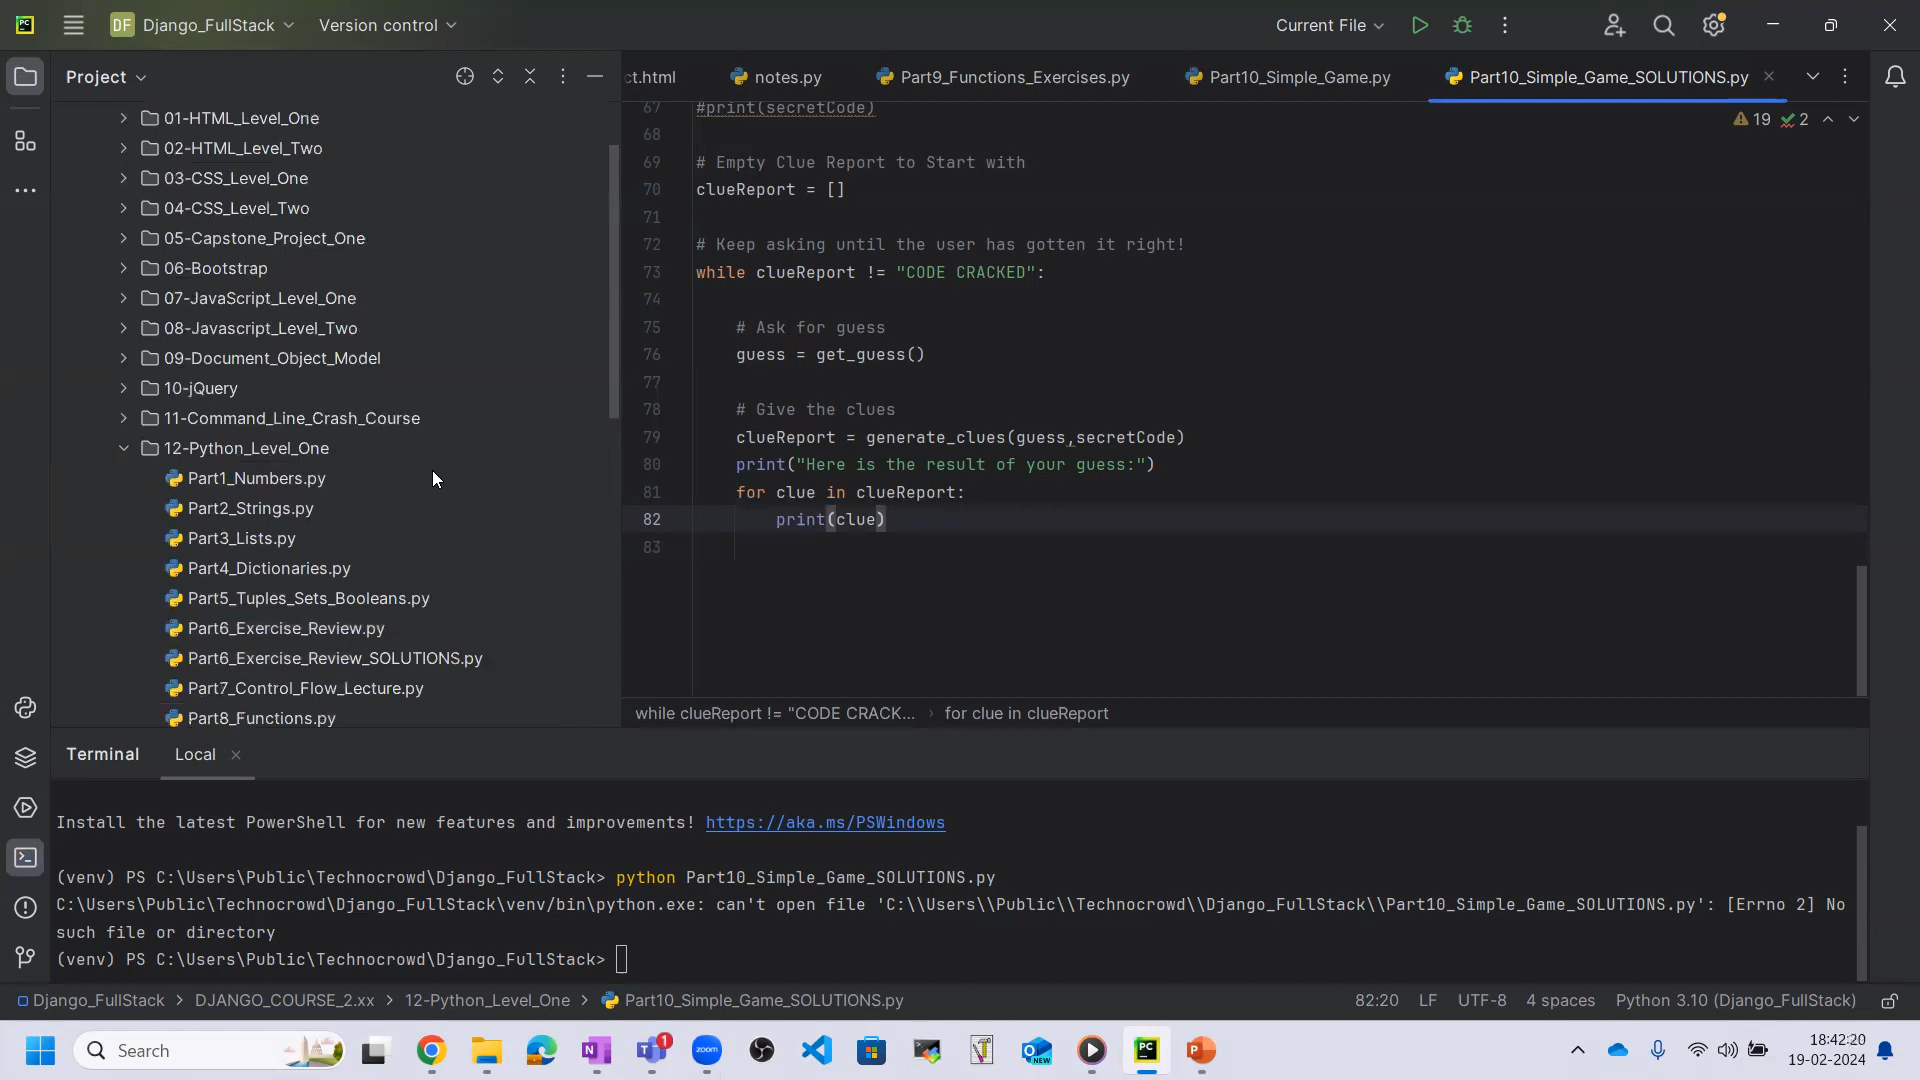 DF Django_FullStack Version control Current File
Project
01-HTML_Level_One
02-HTML_Level_Two
03-CSS_Level_One
04-CSS_Level_Two
05-Capstone_Project_One
06-Bootstrap
07-JavaScript_Level_One
08-Javascript_Level_Two
09-Document_Object_Model
10-jQuery
11-Command_Line_Crash_Course
12-Python_Level_One
Part1_Numbers.py
Part2_Strings.py
Part3_Lists.py
Part4_Dictionaries.py
Part5_Tuples_Sets_Booleans.py
Part6_Exercise_Review.py
Part6_Exercise_Review_SOLUTIONS.py
Part7_Control_Flow_Lecture.py
Part8_Functions.py
ct.html notes.py Part9_Functions_Exercises.py Part10_Simple_Game.py Part10_Simple_Game_SOLUTIONS.py
19 2
67 #print(secretCode)
68
69 # Empty Clue Report to Start with
70 clueReport = []
71
72 # Keep asking until the user has gotten it right!
73 while clueReport != "CODE CRACKED":
74
75 # Ask for guess
76 guess = get_guess()
77
78 # Give the clues
79 clueReport = generate_clues(guess,secretCode)
80 print("Here is the result of your guess:")
81 for clue in clueReport:
82 print(clue)
83
while clueReport != "CODE CRACK... › for clue in clueReport
Terminal Local
Install the latest PowerShell for new features and improvements! https://aka.ms/PSWindows
(venv) PS C:\Users\Public\Technocrowd\Django_FullStack> python Part10_Simple_Game_SOLUTIONS.py
C:\Users\Public\Technocrowd\Django_FullStack\venv/bin\python.exe: can't open file 'C:\\Users\\Public\\Technocrowd\\Django_FullStack\\Part10_Simple_Game_SOLUTIONS.py': [Errno 2] No
such file or directory
(venv) PS C:\Users\Public\Technocrowd\Django_FullStack>
Django_FullStack > DJANGO_COURSE_2.xx > 12-Python_Level_One > Part10_Simple_Game_SOLUTIONS.py 82:20 LF UTF-8 4 spaces Python 3.10 (Django_FullStack)
Search 1 zoom NEW 18:42:20
19-02-2024